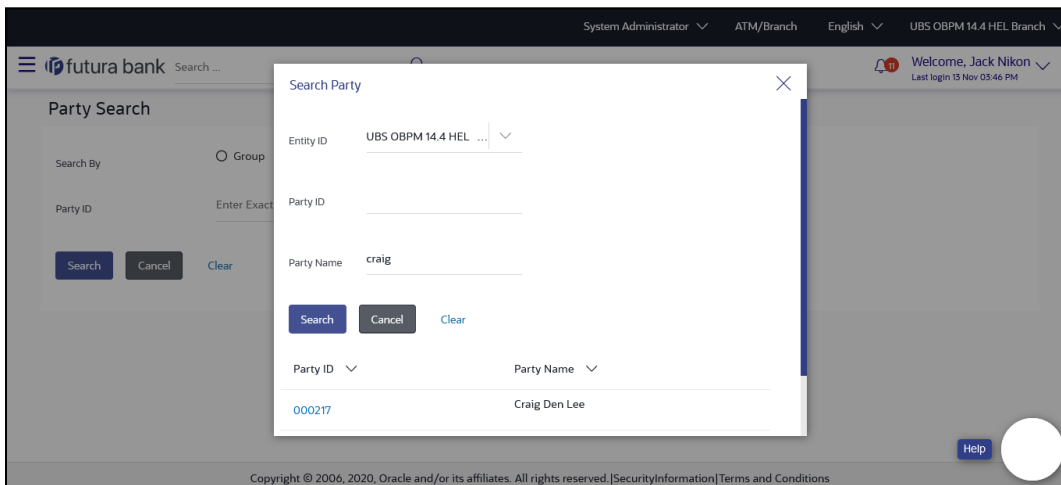 System Administrator ATM/Branch English UBS OBPM 14.4 HEL Branch
futura bank Search ... 11 Welcome, Jack Nikon
Last login 13 Nov 03:46 PM
Party Search
Search By Group
Party ID Enter Exact
Search Cancel Clear
Search Party
Entity ID UBS OBPM 14.4 HEL ...
Party ID
Party Name craig
Search Cancel Clear
Party ID Party Name
000217 Craig Den Lee
Help
Copyright © 2006, 2020, Oracle and/or its affiliates. All rights reserved.|SecurityInformation|Terms and Conditions